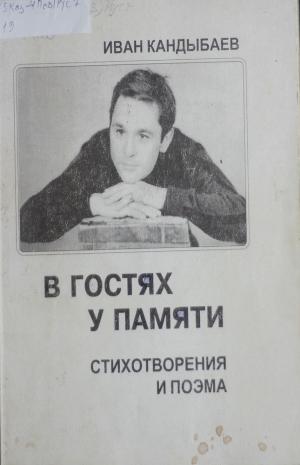 ИВАН КАНДЫБАЕВ
В ГОСТЯХ
У ПАМЯТИ
СТИХОТВОРЕНИЯ
И ПОЭМА